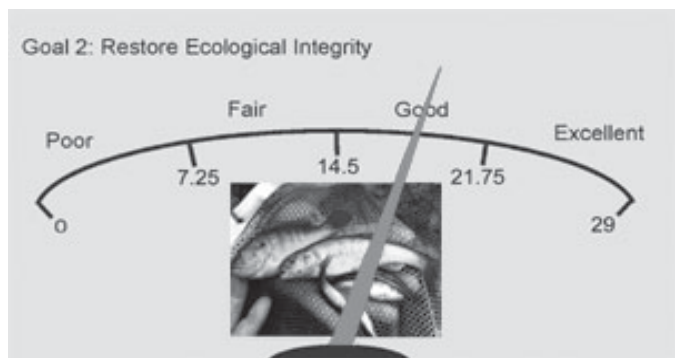 Goal 2: Restore Ecological Integrity
Fair Good
Poor Excellent
7.25 14.5 21.75
0 29